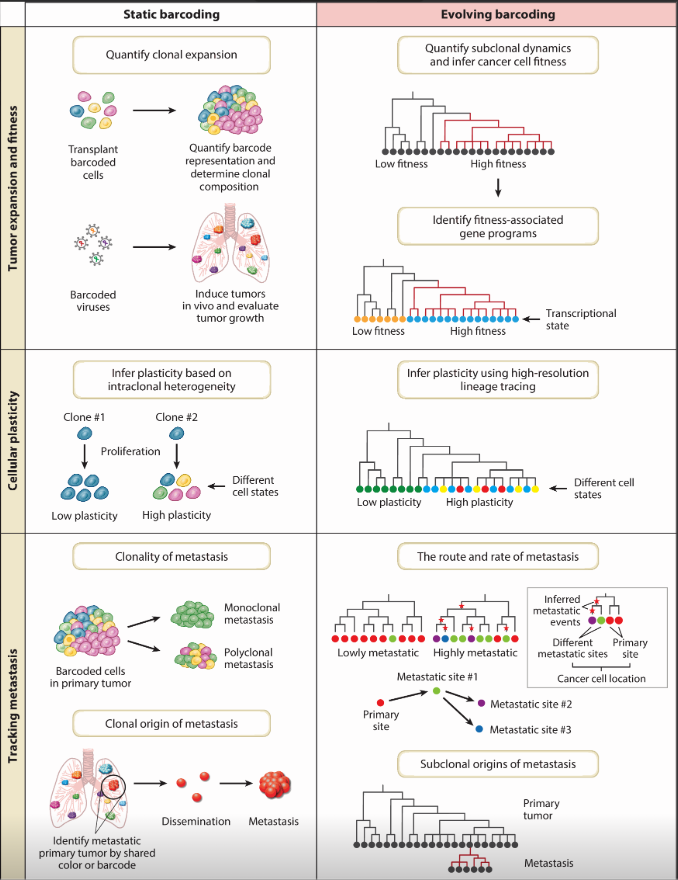 Static barcoding
Evolving barcoding
Tumor expansion and fitness
Quantify clonal expansion
Transplant
barcoded
cells
Quantify barcode
representation and
determine clonal
composition
Barcoded
viruses
Induce tumors
in vivo and evaluate
tumor growth
Quantify subclonal dynamics
and infer cancer cell fitness
Low fitness
High fitness
Identify fitness-associated
gene programs
Low fitness
High fitness
Transcriptional
state
Cellular plasticity
Infer plasticity based on
intraclonal heterogeneity
Clone #1
Clone #2
Proliferation
Different
cell states
Low plasticity
High plasticity
Infer plasticity using high-resolution
lineage tracing
Low plasticity
High plasticity
Different cell
states
Tracking metastasis
Clonality of metastasis
Barcoded cells
in primary tumor
Monoclonal
metastasis
Polyclonal
metastasis
Clonal origin of metastasis
Identify metastatic
primary tumor by shared
color or barcode
Dissemination
Metastasis
The route and rate of metastasis
Lowly metastatic
Highly metastatic
Inferred
metastatic
events
Different
metastatic sites
Primary
site
Cancer cell location
Metastatic site #1
Primary
site
Metastatic site #2
Metastatic site #3
Subclonal origins of metastasis
Primary
tumor
Metastasis